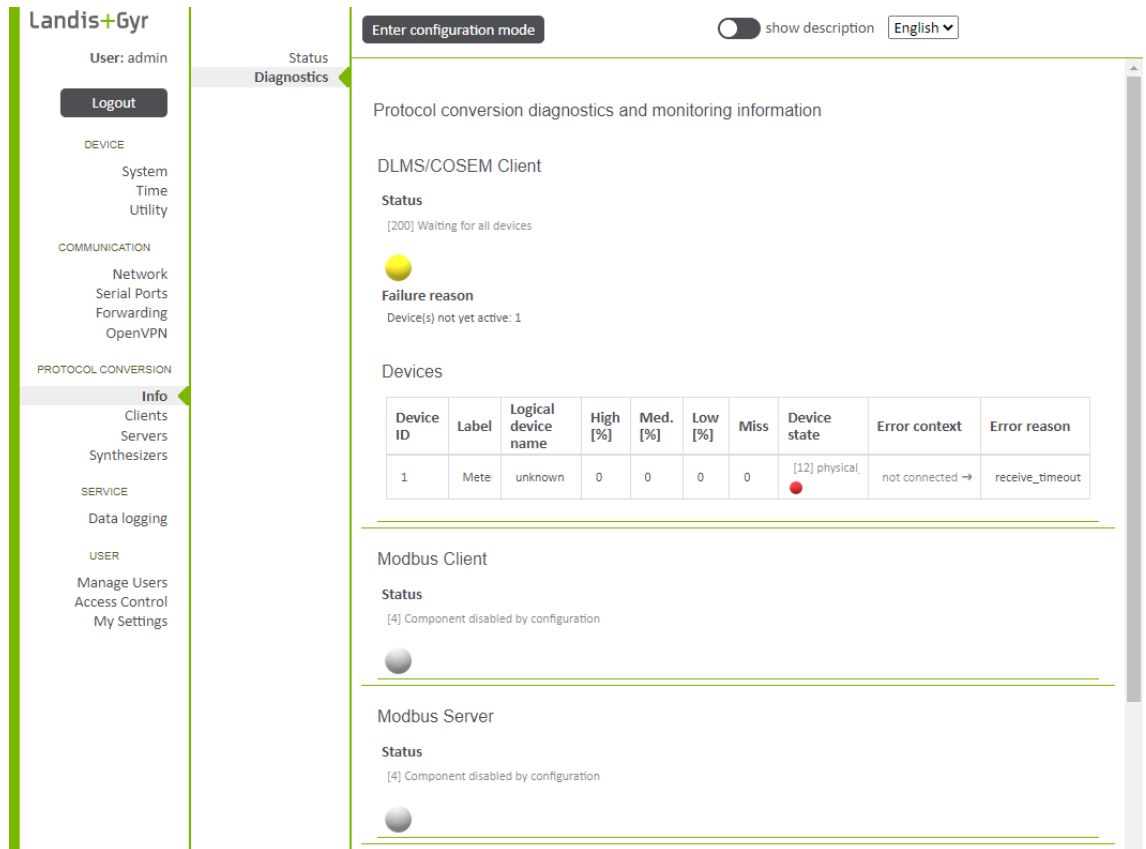 Landis+Gyr
User: admin
Logout
DEVICE
System
Time
Utility
COMMUNICATION
Network
Serial Ports
Forwarding
OpenVPN
PROTOCOL CONVERSION
Info
Clients
Servers
Synthesizers
SERVICE
Data logging
USER
Manage Users
Access Control
My Settings
Status
Diagnostics
Enter configuration mode
show description
English
Protocol conversion diagnostics and monitoring information
DLMS/COSEM Client
Status
[200] Waiting for all devices
Failure reason
Device(s) not yet active: 1
Devices
Device ID Label Logical device name High [%] Med. [%] Low [%] Miss Device state Error context Error reason
1 Mete unknown 0 0 0 0 [12] physical_ not connected → receive_timeout
Modbus Client
Status
[4] Component disabled by configuration
Modbus Server
Status
[4] Component disabled by configuration